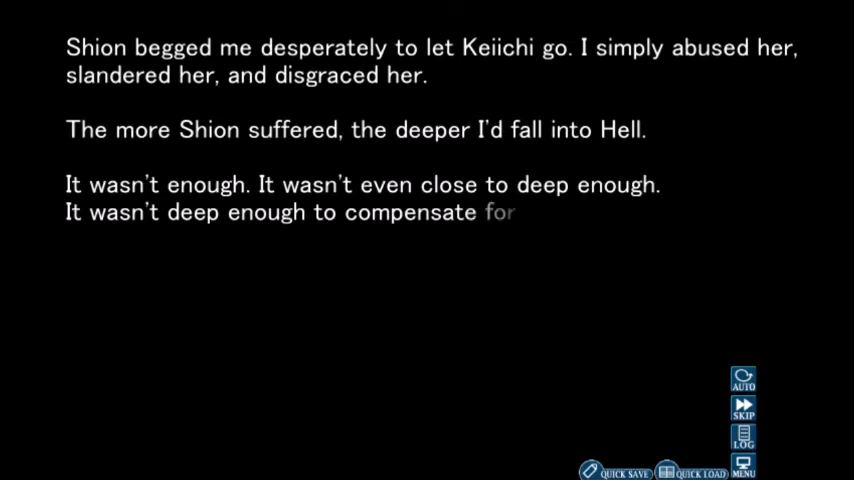 Shion begged me desperately to let Keiichi go. I simply abused her,
slandered her, and disgraced her.
The more Shion suffered, the deeper I'd fall into Hell.
It wasn't enough. It wasn't even close to deep enough.
It wasn't deep enough to compensate for
AUTO
SKIP
LOG
QUICK SAVE QUICK LOAD MENU